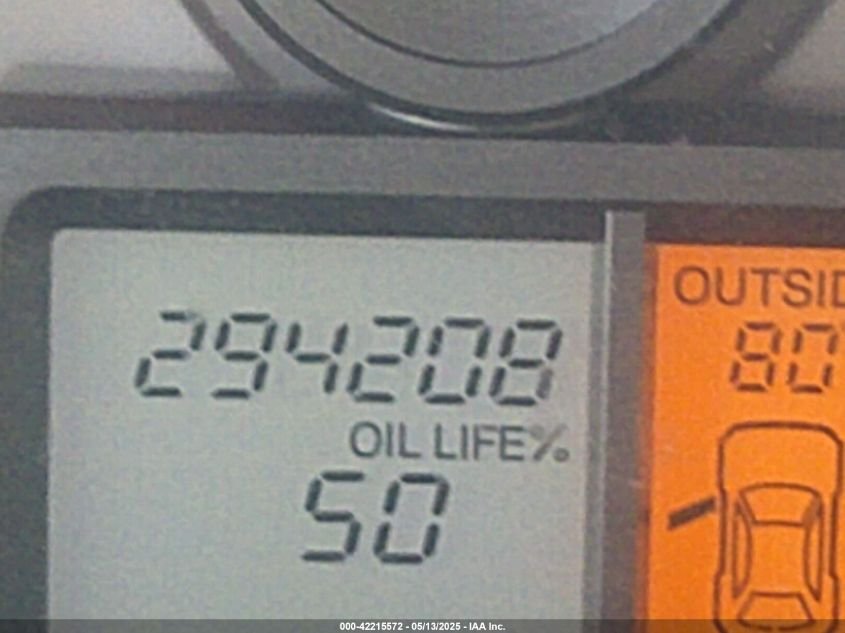 294208
OIL LIFE%
50
OUTSID
80°
000-42215572 - 05/13/2025 - IAA Inc.